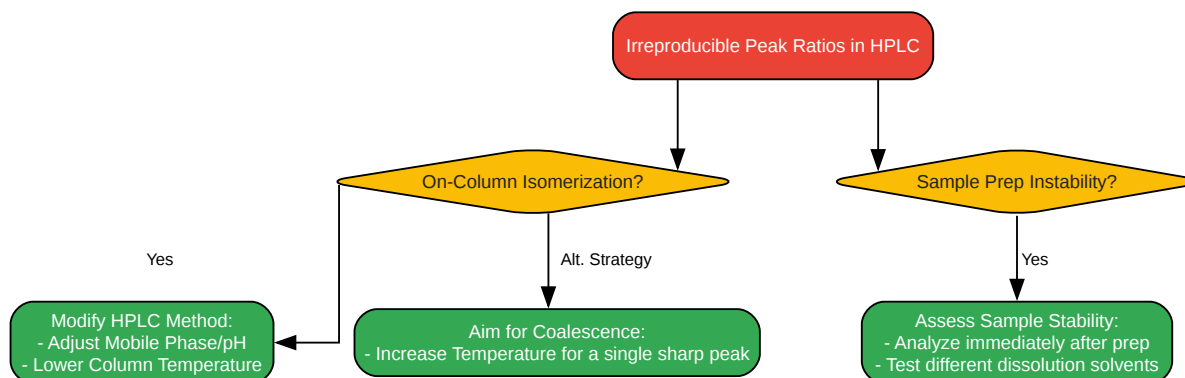 Irreproducible Peak Ratios in HPLC
On-Column Isomerization?
Sample Prep Instability?
Yes
Alt. Strategy
Yes
Modify HPLC Method:
- Adjust Mobile Phase/pH
- Lower Column Temperature
Aim for Coalescence:
- Increase Temperature for a single sharp peak
Assess Sample Stability:
- Analyze immediately after prep
- Test different dissolution solvents